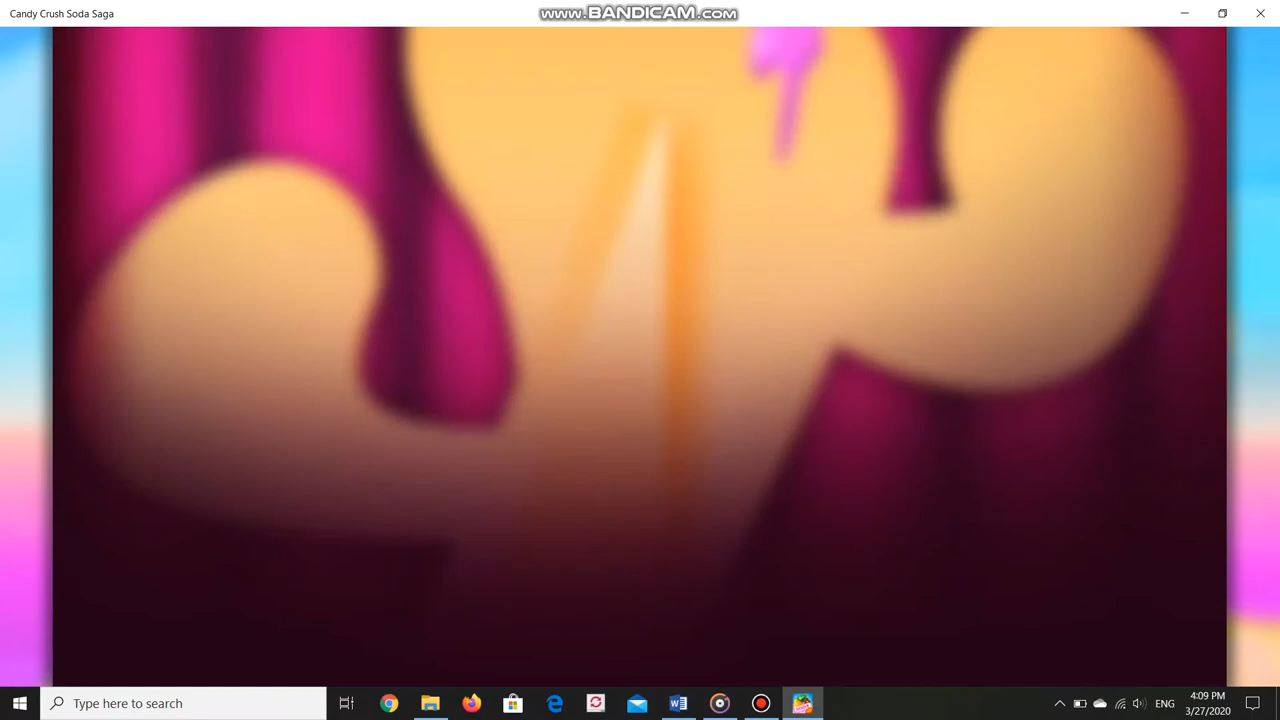 Candy Crush Soda Saga
www.BANDICAM.com
Type here to search
ENG
4:09 PM
3/27/2020